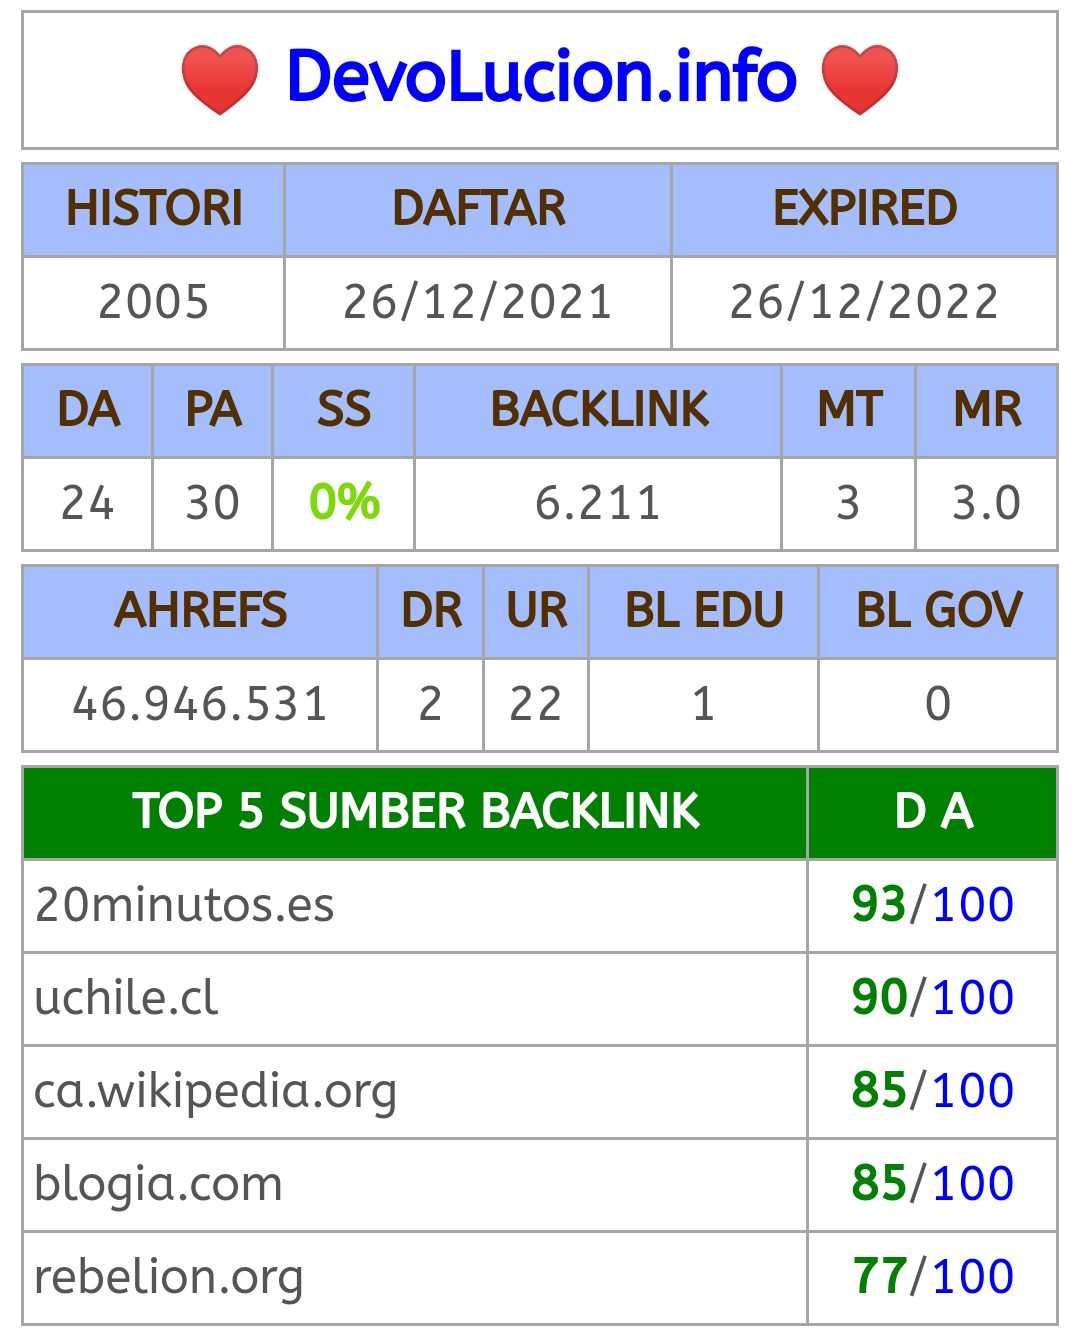 ❤️ DevoLucion.info ❤️
HISTORI DAFTAR EXPIRED
2005 26/12/2021 26/12/2022
DA PA SS BACKLINK MT MR
24 30 0% 6.211 3 3.0
AHREFS DR UR BL EDU BL GOV
46.946.531 2 22 1 0
TOP 5 SUMBER BACKLINK D A
20minutos.es 93/100
uchile.cl 90/100
ca.wikipedia.org 85/100
blogia.com 85/100
rebelion.org 77/100